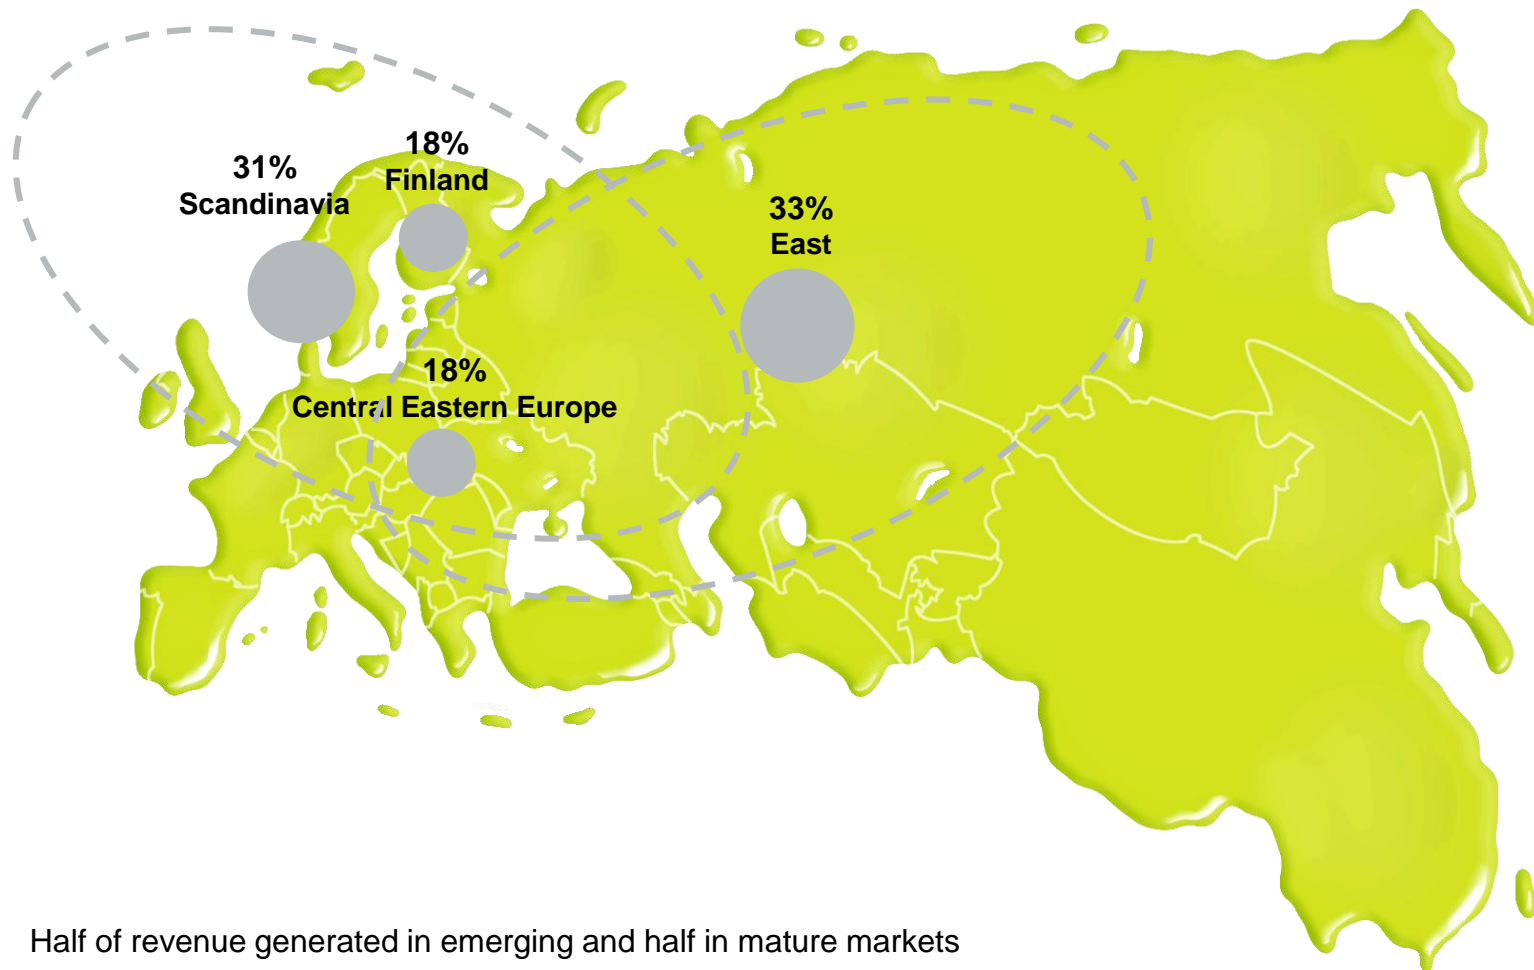 18%
Finland
31%
Scandinavia
33%
East
18%
Central Eastern Europe
Half of revenue generated in emerging and half in mature markets